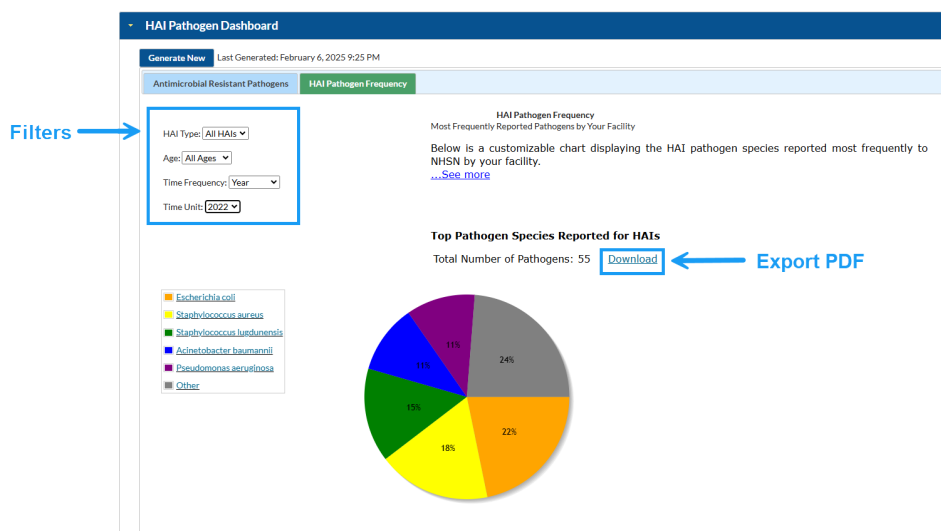 HAI Pathogen Dashboard
Generate New Last Generated: February 6, 2025 9:25 PM
Antimicrobial Resistant Pathogens HAI Pathogen Frequency
Filters
HAI Type: All HAIs
Age: All Ages
Time Frequency: Year
Time Unit: 2022
HAI Pathogen Frequency
Most Frequently Reported Pathogens by Your Facility
Below is a customizable chart displaying the HAI pathogen species reported most frequently to
NHSN by your facility.
...See more
Top Pathogen Species Reported for HAIs
Total Number of Pathogens: 55 Download
Export PDF
Escherichia coli
Staphylococcus aureus
Staphylococcus lugdunensis
Acinetobacter baumannii
Pseudomonas aeruginosa
Other
11%
24%
11%
15%
22%
18%